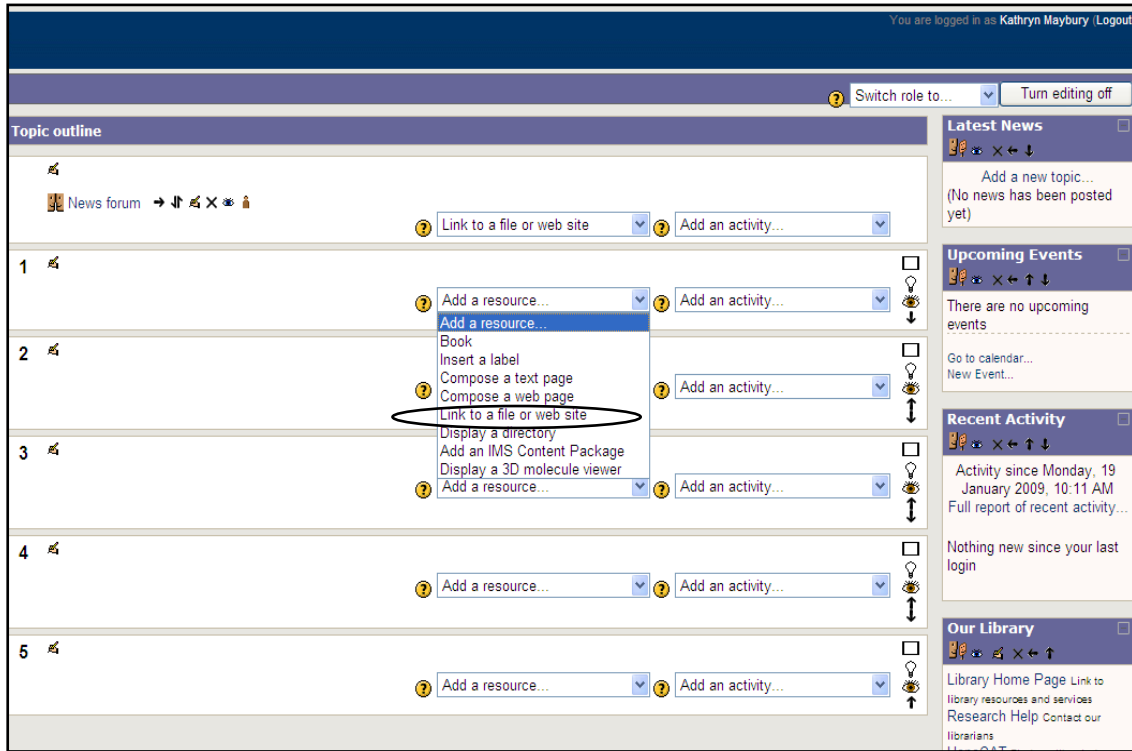 You are logged in as Kathryn Maybury (Logout
Switch role to...
Turn editing off
Topic outline
News forum
Link to a file or web site
Add an activity...
1
Add a resource...
Add an activity...
Add a resource...
Book
Insert a label
Compose a text page
Compose a web page
Link to a file or web site
Display a directory
Add an IMS Content Package
Display a 3D molecule viewer
2
Add an activity...
3
Add a resource...
Add an activity...
4
Add a resource...
Add an activity...
5
Add a resource...
Add an activity...
Latest News
Add a new topic...
(No news has been posted
yet)
Upcoming Events
There are no upcoming
events
Go to calendar...
New Event...
Recent Activity
Activity since Monday, 19
January 2009, 10:11 AM
Full report of recent activity...
Nothing new since your last
login
Our Library
Library Home Page Link to
library resources and services
Research Help Contact our
librarians